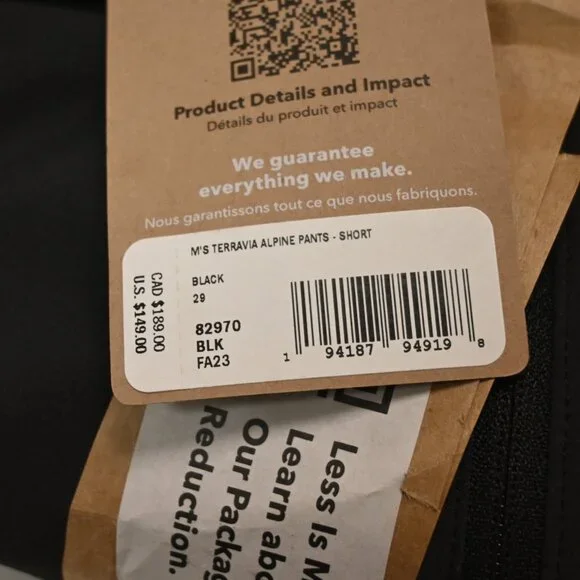 Product Details and Impact
Détails du produit et impact
We guarantee
everything we make.
Nous garantissons tout ce que nous fabriquons.
M'S TERRAVIA ALPINE PANTS - SHORT
BLACK
29
82970
BLK
FA23
1 94187 94919 8
CAD $189.00
U.S. $149.00
Less Is M
Learn abo
Our Packag
Reduction.